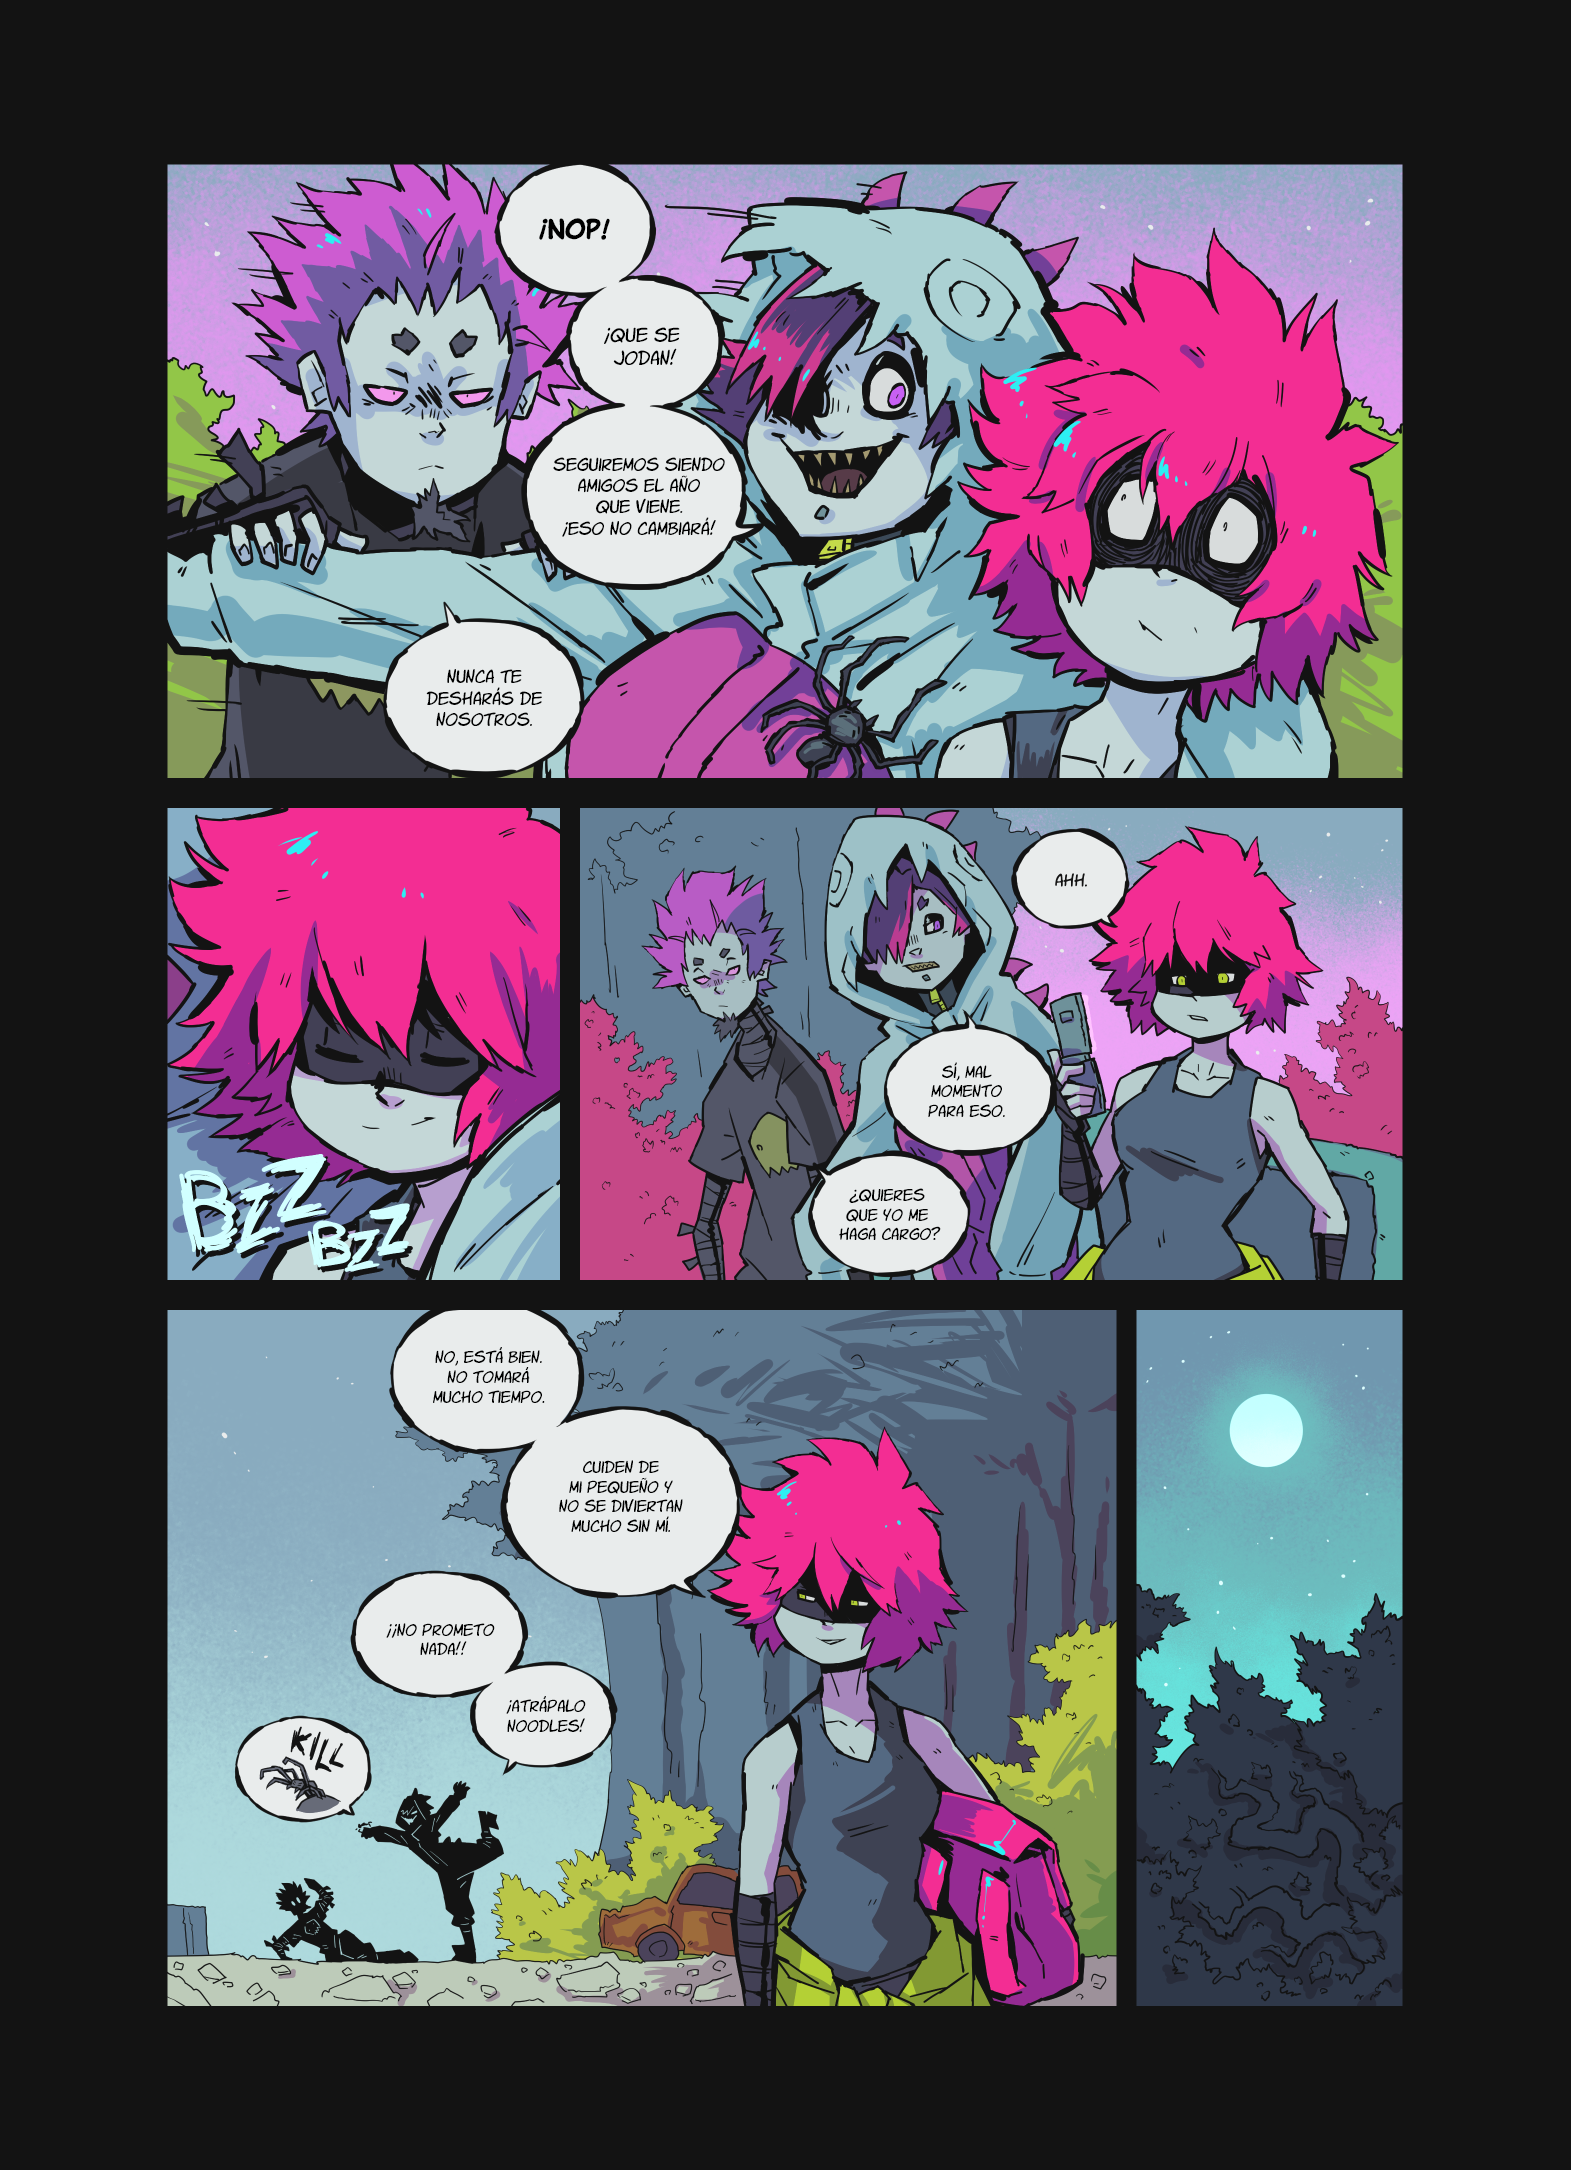 ¡NOP!
¡QUE SE
JODAN!
SEGUIREMOS SIENDO
AMIGOS EL AÑO
QUE VIENE.
¡ESO NO CAMBIARÁ!
NUNCA TE
DESHARÁS DE
NOSOTROS.
BZZ
BZZ
AHH.
SÍ, MAL
MOMENTO
PARA ESO.
¿QUIERES
QUE YO ME
HAGA CARGO?
NO, ESTÁ BIEN.
NO TOMARÁ
MUCHO TIEMPO.
CUIDEN DE
MI PEQUEÑO Y
NO SE DIVIERTAN
MUCHO SIN MÍ.
¡¡NO PROMETO
NADA!!
¡ATRÁPALO
NOODLES!
KILL